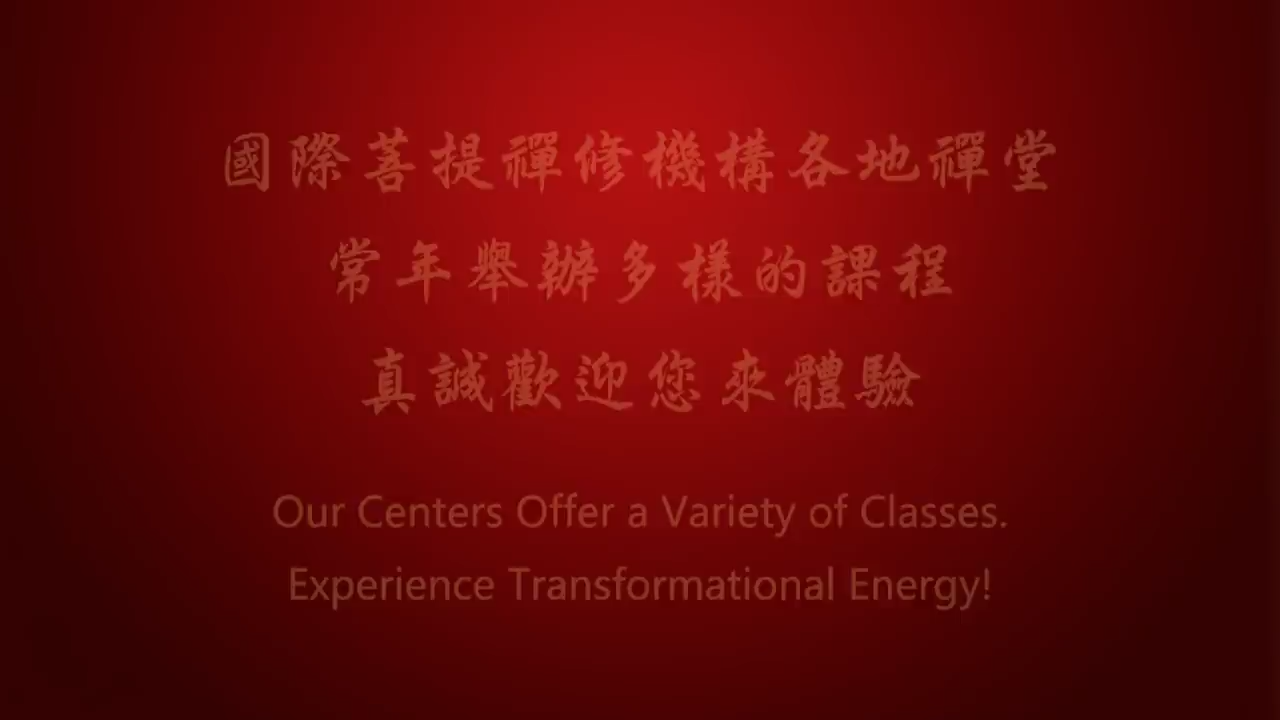 國際菩提禪修機構各地禪堂
常年舉辦多樣的課程
真誠歡迎您來體驗
Our Centers Offer a Variety of Classes.
Experience Transformational Energy!